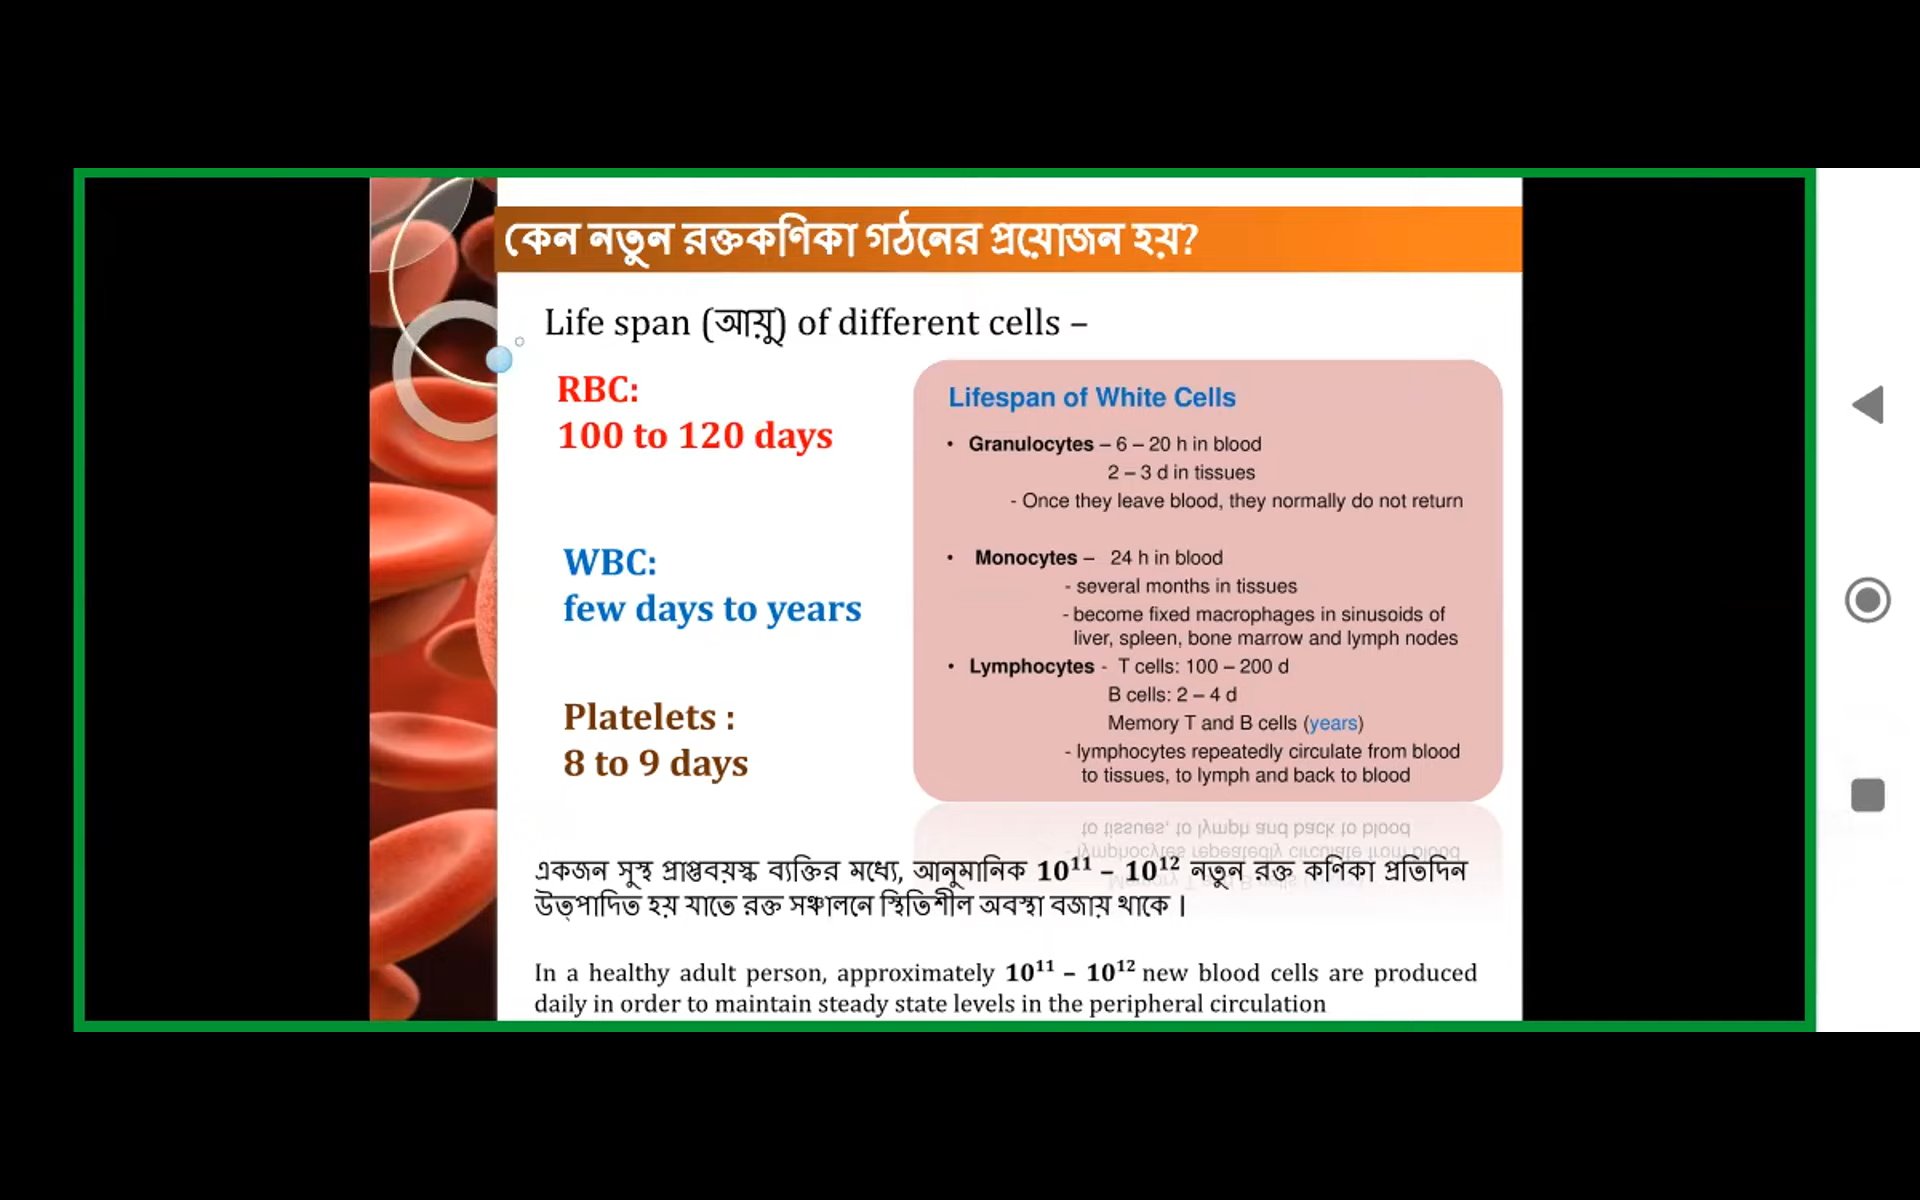 কেন নতুন রক্তকণিকা গঠনের প্রয়োজন হয়?
Life span (আয়ু) of different cells –
RBC:
100 to 120 days
WBC:
few days to years
Platelets :
8 to 9 days
Lifespan of White Cells
• Granulocytes – 6 – 20 h in blood
2 – 3 d in tissues
- Once they leave blood, they normally do not return
• Monocytes – 24 h in blood
- several months in tissues
- become fixed macrophages in sinusoids of
liver, spleen, bone marrow and lymph nodes
• Lymphocytes - T cells: 100 – 200 d
B cells: 2 – 4 d
Memory T and B cells (years)
- lymphocytes repeatedly circulate from blood
to tissues, to lymph and back to blood
একজন সুস্থ প্রাপ্তবয়স্ক ব্যক্তির মধ্যে, আনুমানিক 10¹¹ – 10¹² নতুন রক্ত কণিকা প্রতিদিন
উত্পাদিত হয় যাতে রক্ত সঞ্চালনে স্থিতিশীল অবস্থা বজায় থাকে ।
In a healthy adult person, approximately 10¹¹ – 10¹² new blood cells are produced
daily in order to maintain steady state levels in the peripheral circulation